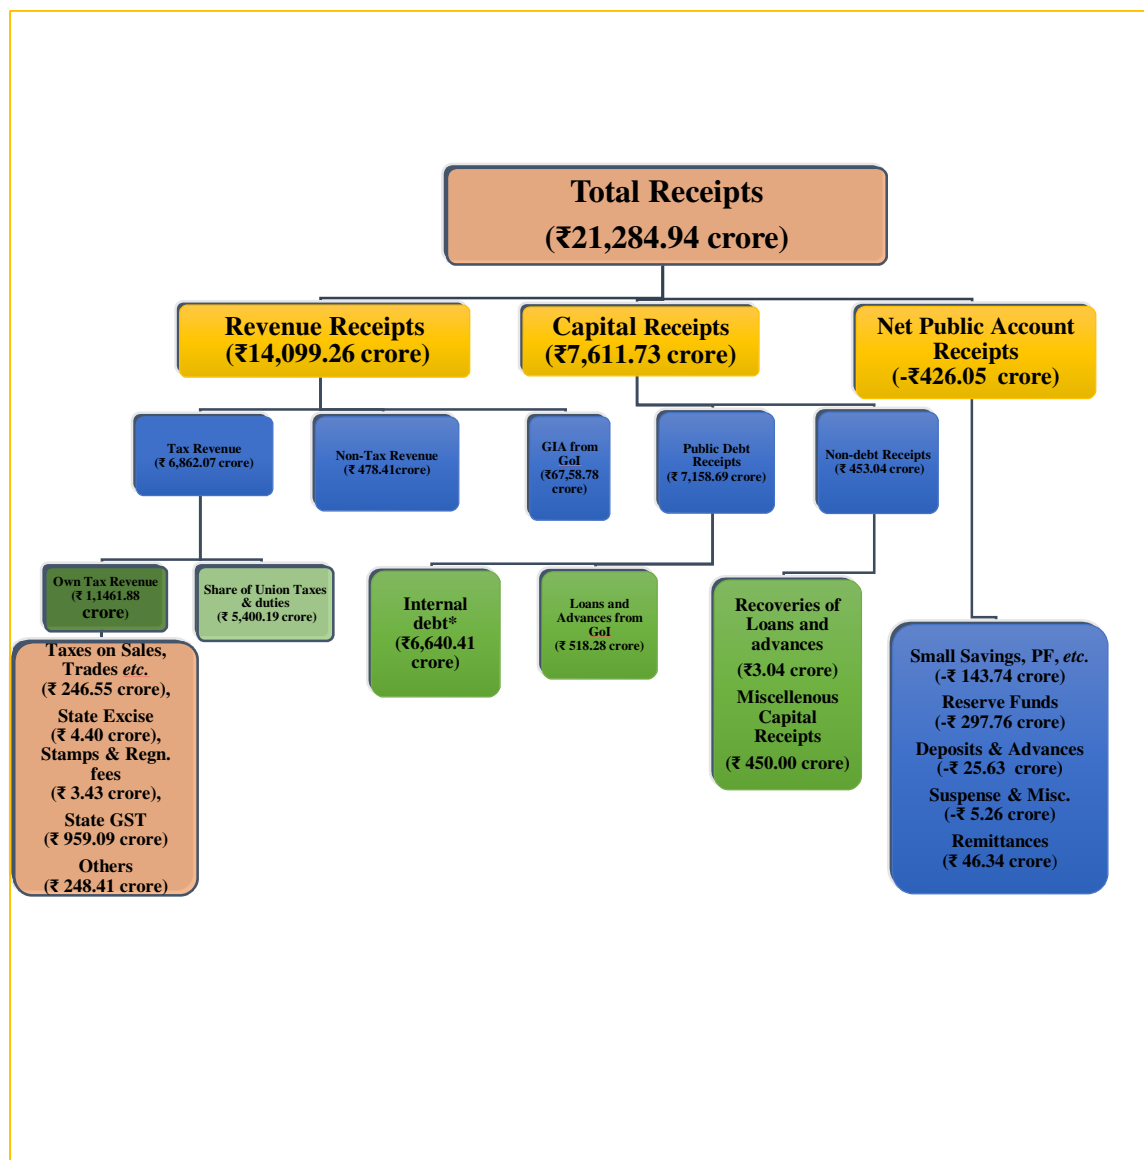 Total Receipts
(₹21,284.94 crore)
Revenue Receipts
(₹14,099.26 crore)
Capital Receipts
(₹7,611.73 crore)
Net Public Account
Receipts
(-₹426.05 crore)
Tax Revenue
(₹ 6,862.07 crore)
Non-Tax Revenue
(₹ 478.41crore)
GIA from
GoI
(₹67,58.78
crore)
Public Debt
Receipts
(₹ 7,158.69 crore)
Non-debt Receipts
(₹ 453.04 crore)
Own Tax Revenue
(₹ 1,1461.88
crore)
Share of Union Taxes
& duties
(₹ 5,400.19 crore)
Internal
debt*
(₹6,640.41
crore)
Loans and
Advances from
GoI
(₹ 518.28 crore)
Recoveries of
Loans and
advances
(₹3.04 crore)
Miscellenous
Capital
Receipts
(₹ 450.00 crore)
Taxes on Sales,
Trades etc.
(₹ 246.55 crore),
State Excise
(₹ 4.40 crore),
Stamps & Regn.
fees
(₹ 3.43 crore),
State GST
(₹ 959.09 crore)
Others
(₹ 248.41 crore)
Small Savings, PF, etc.
(-₹ 143.74 crore)
Reserve Funds
(-₹ 297.76 crore)
Deposits & Advances
(-₹ 25.63 crore)
Suspense & Misc.
(-₹ 5.26 crore)
Remittances
(₹ 46.34 crore)